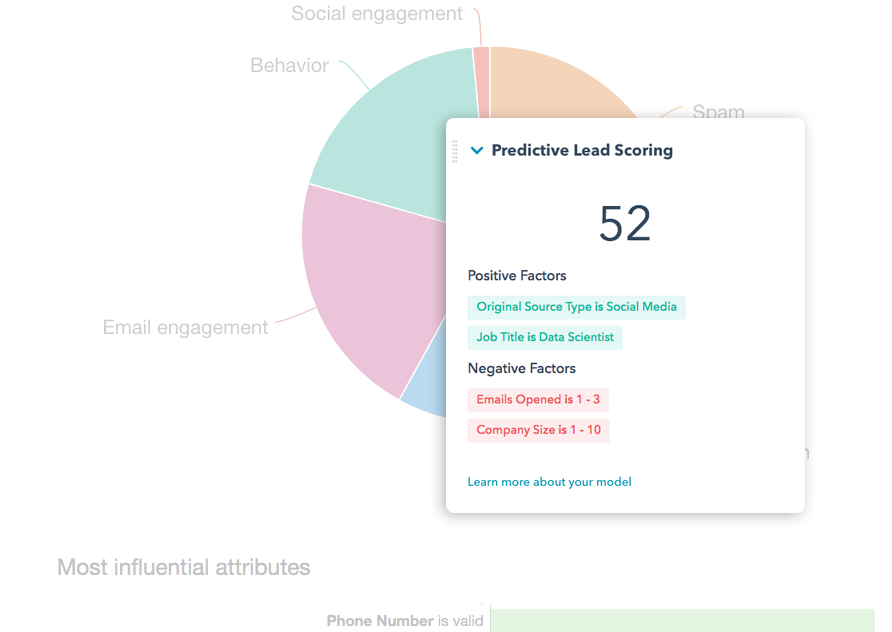 Social engagement
Behavior
Spam
Predictive Lead Scoring
52
Positive Factors
Original Source Type is Social Media
Job Title is Data Scientist
Email engagement
Negative Factors
Emails Opened is 1 - 3
Company Size is 1 - 10
Learn more about your model
Most influential attributes
Phone Number is valid